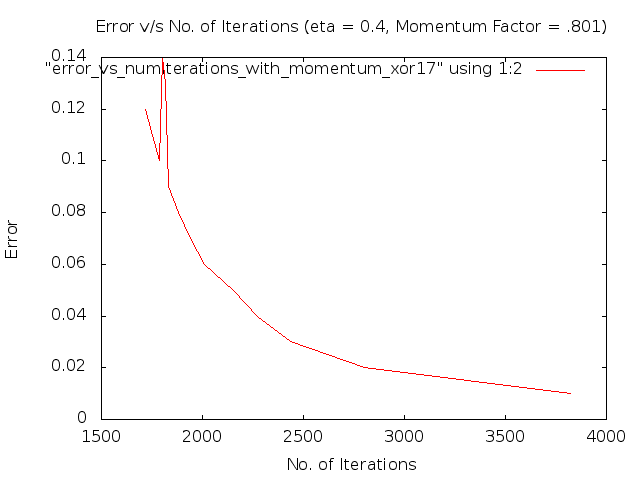 Error v/s No. of Iterations (eta = 0.4, Momentum Factor = .801)
"error_vs_numiterations_with_momentum_xor17" using 1:2
0.14
0.12
0.1
0.08
0.06
0.04
0.02
0
Error
1500 2000 2500 3000 3500 4000
No. of Iterations